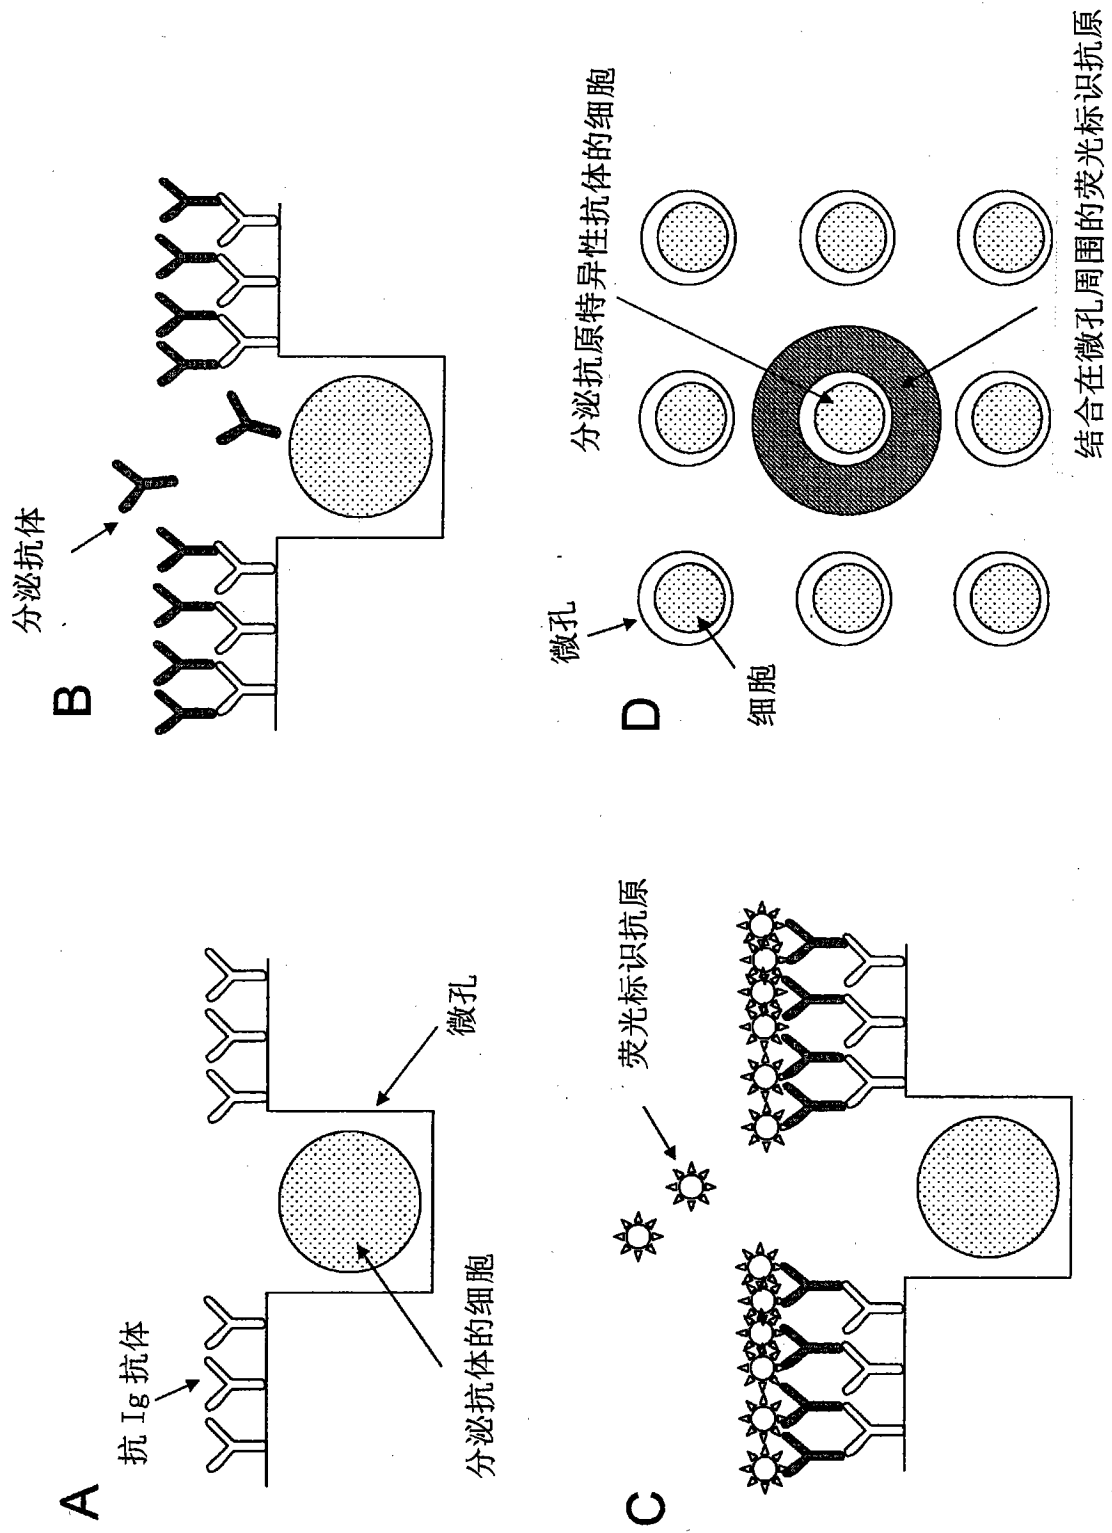 A
抗 Ig 抗体
分泌抗体的细胞
微孔
B
分泌抗体
C
荧光标识抗原
D
微孔
细胞
分泌抗原特异性抗体的细胞
结合在微孔周围的荧光标识抗原